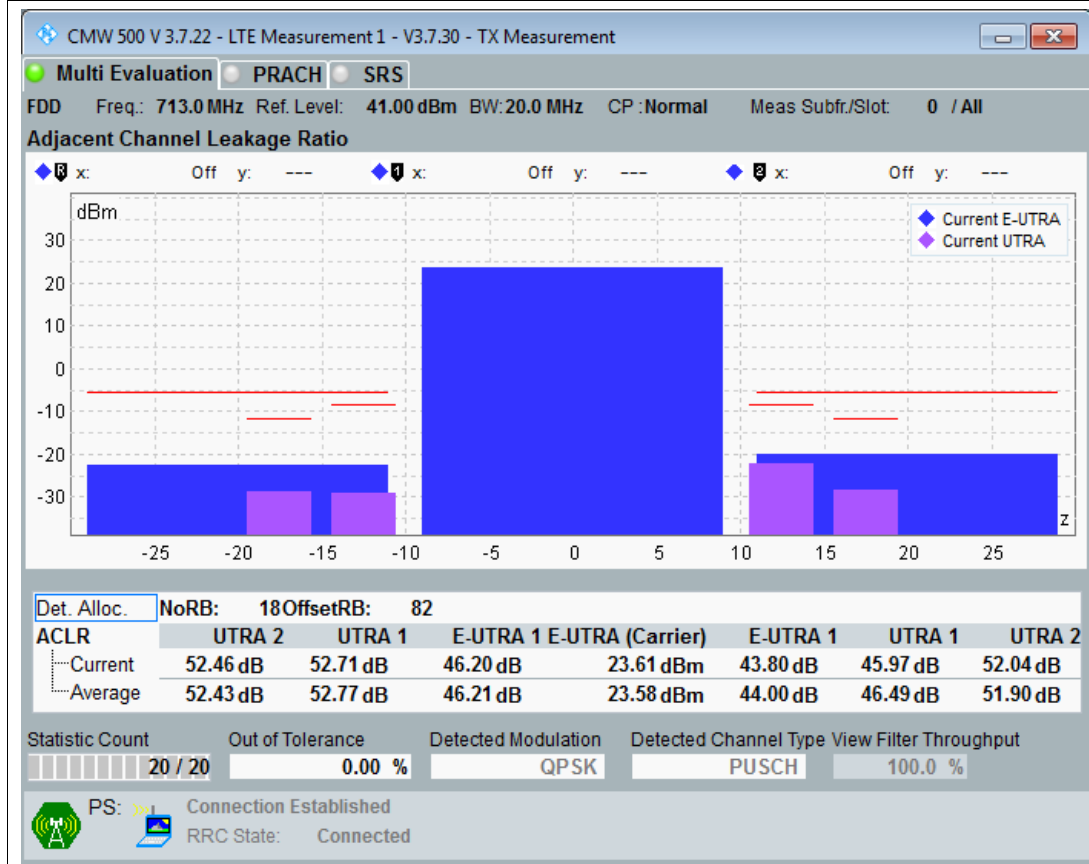 CMW 500 V 3.7.22 - LTE Measurement 1 - V3.7.30 - TX Measurement
Multi Evaluation PRACH SRS
FDD Freq.: 713.0 MHz Ref. Level: 41.00 dBm BW: 20.0 MHz CP : Normal Meas Subfr./Slot: 0 / All
Adjacent Channel Leakage Ratio
R x: Off y: --- 1 x: Off y: --- 2 x: Off y: ---
dBm
Current E-UTRA
Current UTRA
30
20
10
0
-10
-20
-30
z
-25 -20 -15 -10 -5 0 5 10 15 20 25
Det. Alloc. NoRB: 18 OffsetRB: 82
ACLR UTRA 2 UTRA 1 E-UTRA 1 E-UTRA (Carrier) E-UTRA 1 UTRA 1 UTRA 2
Current 52.46 dB 52.71 dB 46.20 dB 23.61 dBm 43.80 dB 45.97 dB 52.04 dB
Average 52.43 dB 52.77 dB 46.21 dB 23.58 dBm 44.00 dB 46.49 dB 51.90 dB
Statistic Count Out of Tolerance Detected Modulation Detected Channel Type View Filter Throughput
20 / 20 0.00 % QPSK PUSCH 100.0 %
PS: Connection Established
RRC State: Connected